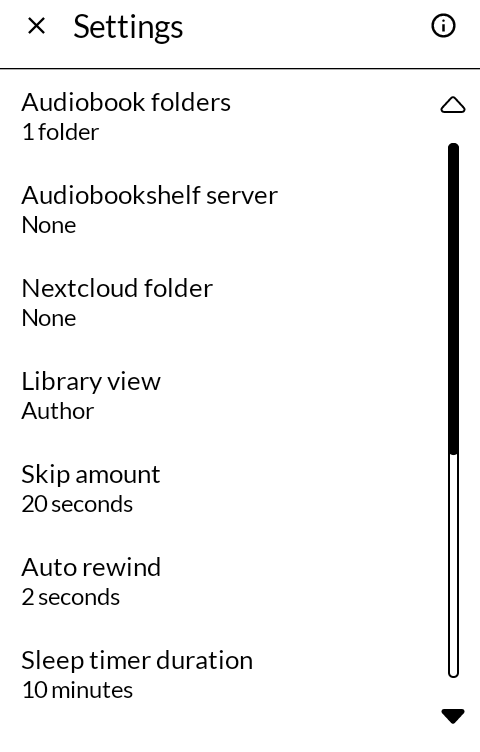 Settings
Audiobook folders
1 folder
Audiobookshelf server
None
Nextcloud folder
None
Library view
Author
Skip amount
20 seconds
Auto rewind
2 seconds
Sleep timer duration
10 minutes